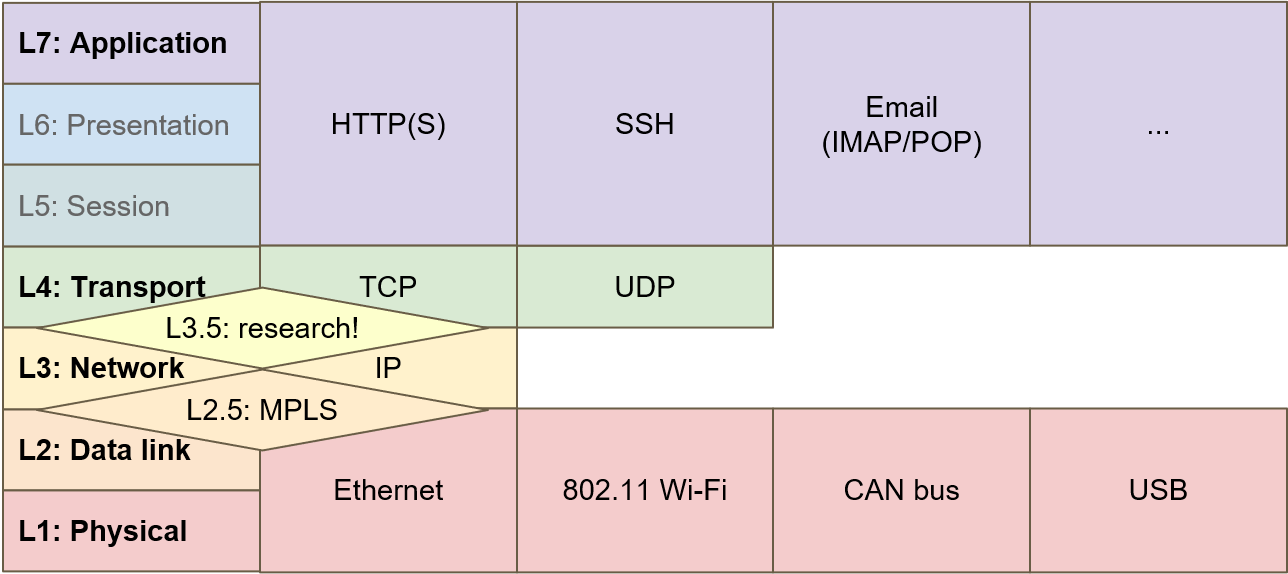 L7: Application
L6: Presentation
HTTP(S)
SSH
Email
(IMAP/POP)
...
L5: Session
L4: Transport
TCP
UDP
L3.5: research!
L3: Network
IP
L2.5: MPLS
L2: Data link
Ethernet
802.11 Wi-Fi
CAN bus
USB
L1: Physical